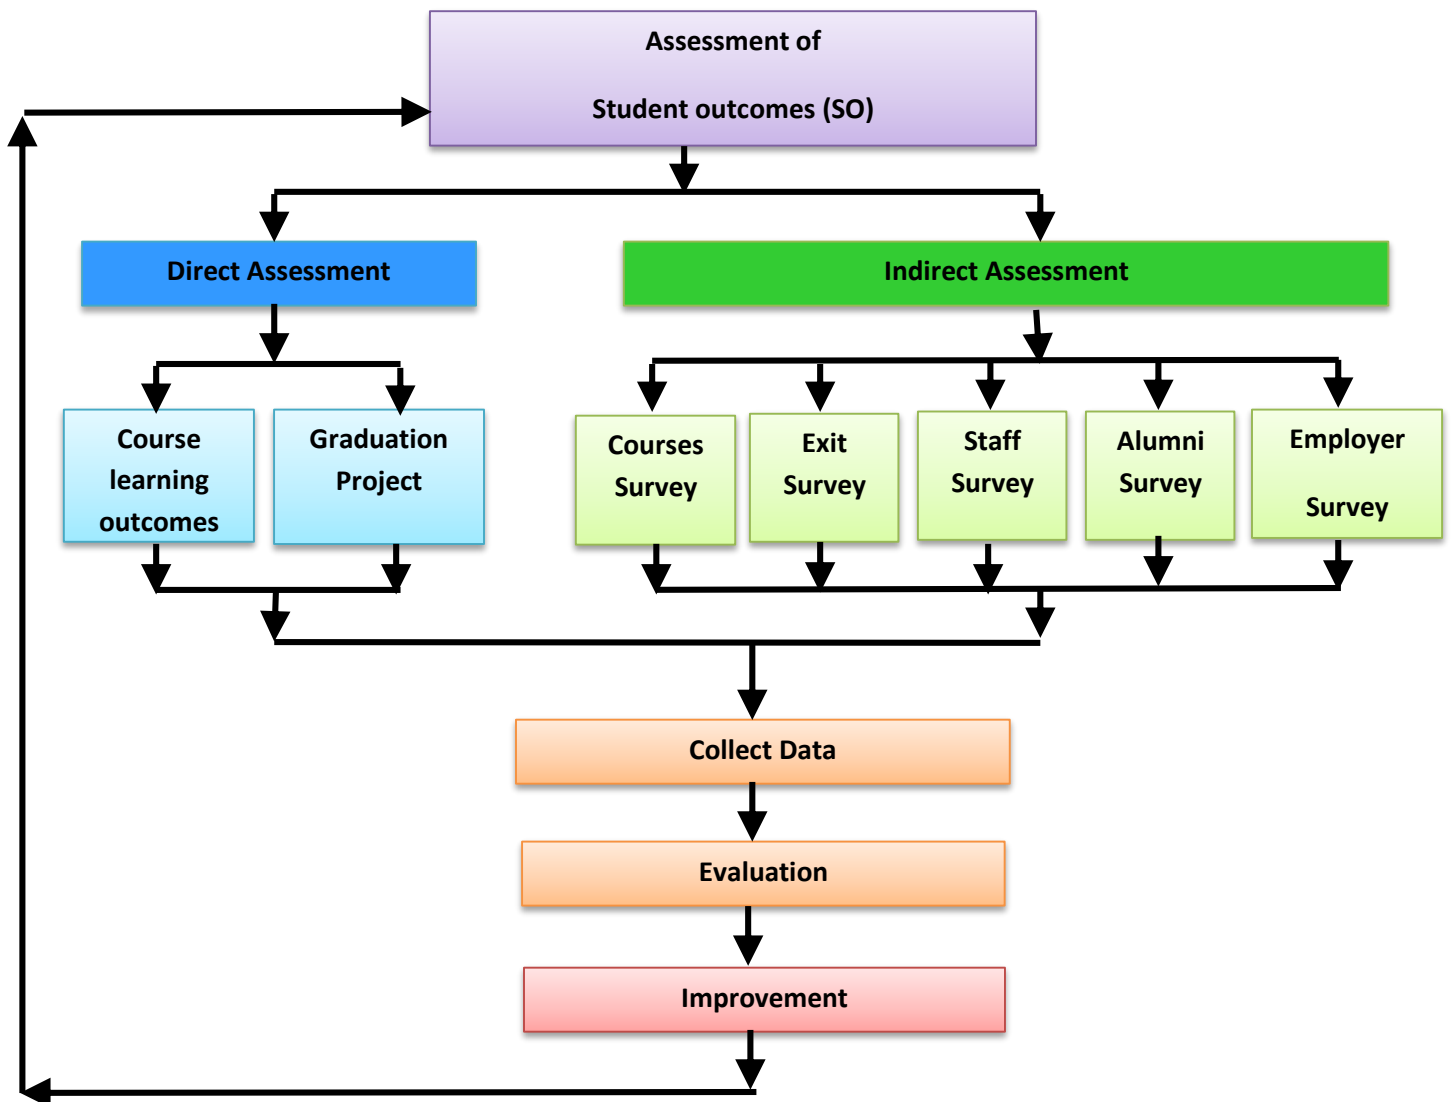 Assessment of
Student outcomes (SO)
Direct Assessment
Indirect Assessment
Course
learning
outcomes
Graduation
Project
Courses
Survey
Exit
Survey
Staff
Survey
Alumni
Survey
Employer
Survey
Collect Data
Evaluation
Improvement